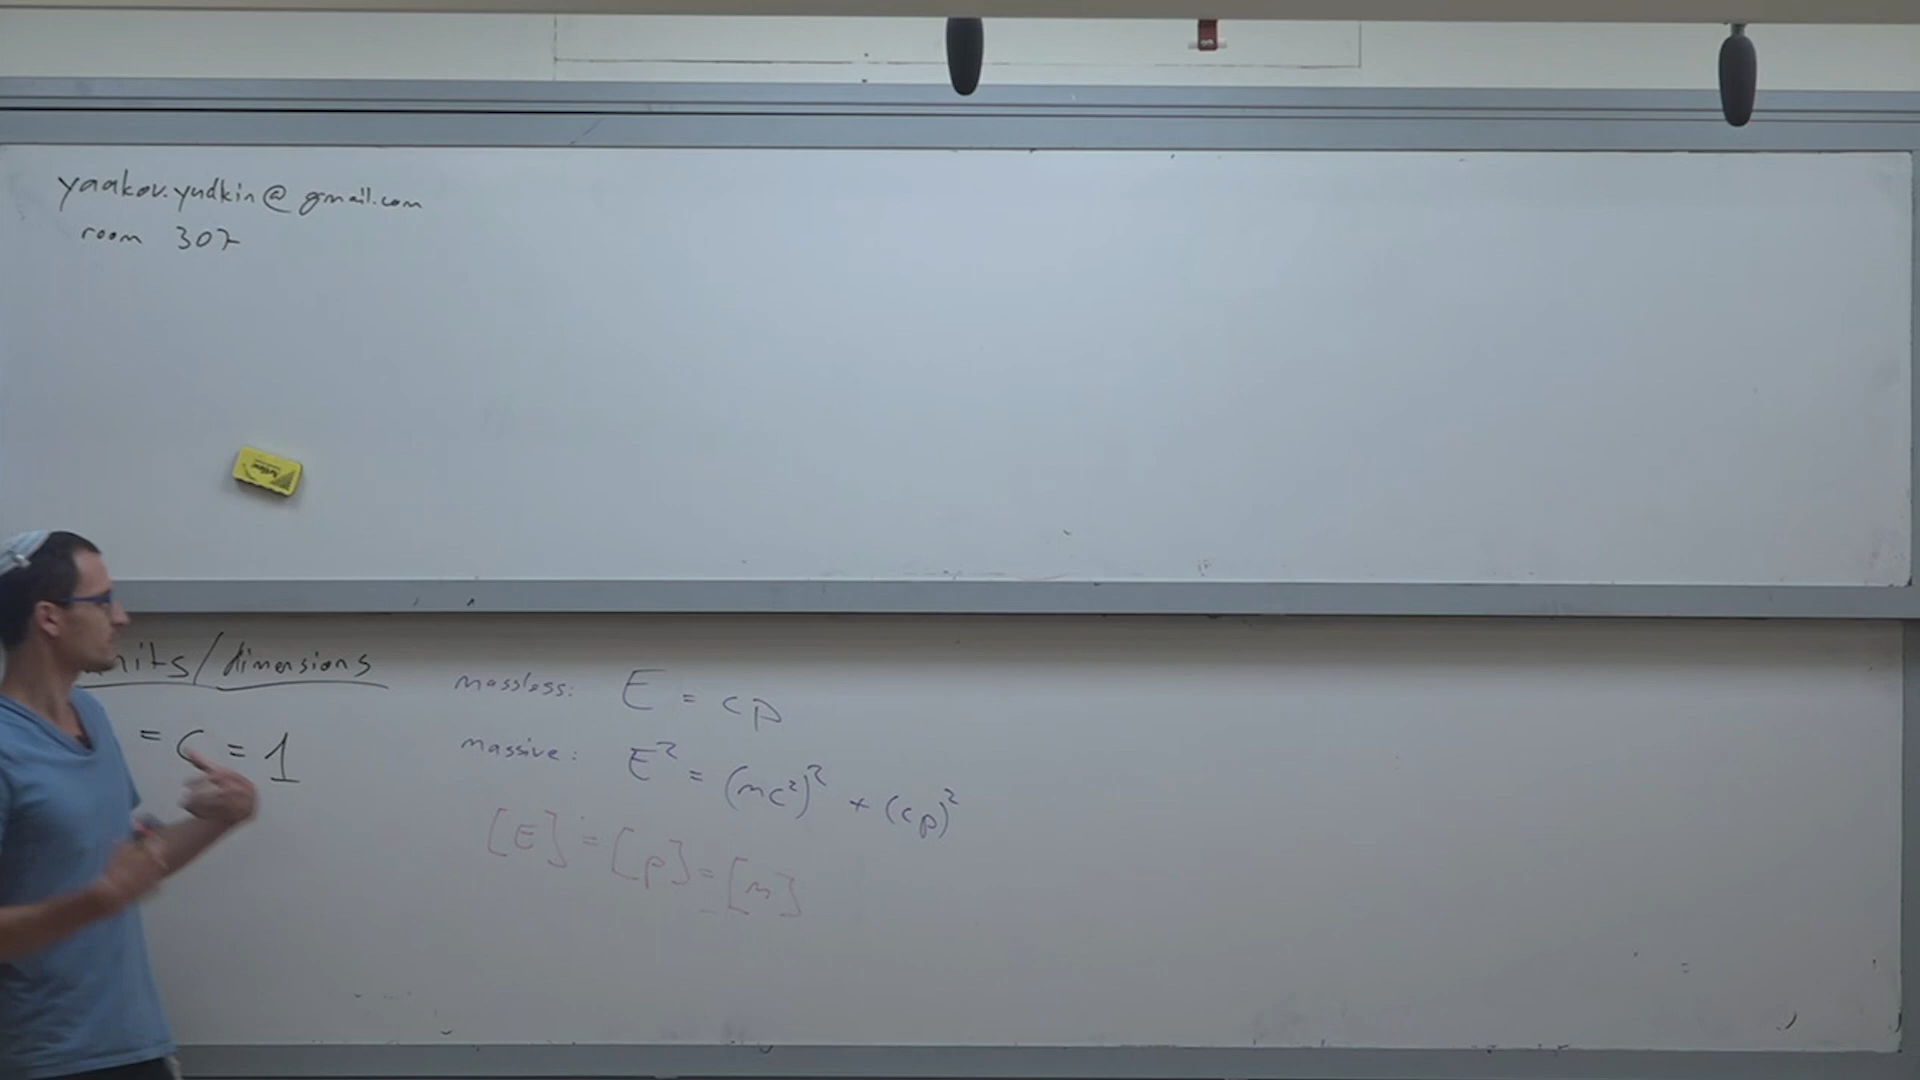 yaakov.yudkin@gmail.com
room 307
nits/dimensions
= c = 1
massless: E = cp
massive: E² = (mc²)² + (cp)²
[E] = [p] = [m]